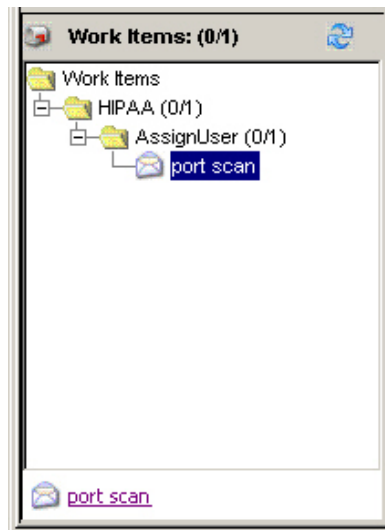 Work Items: (0/1)
Work Items
HIPAA (0/1)
AssignUser (0/1)
port scan
port scan